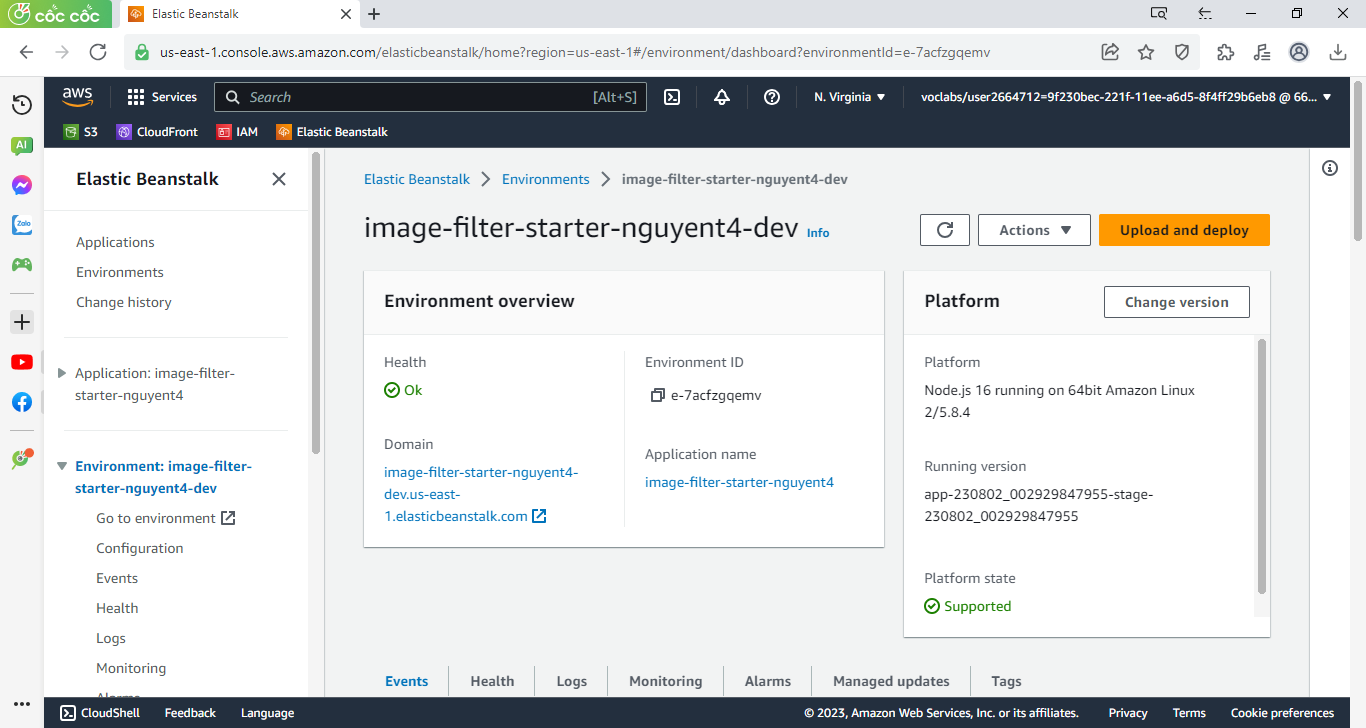 cốc cốc
Elastic Beanstalk
us-east-1.console.aws.amazon.com/elasticbeanstalk/home?region=us-east-1#/environment/dashboard?environmentId=e-7acfzgqemv
aws
Services
Search
[Alt+S]
N. Virginia
voclabs/user2664712=9f230bec-221f-11ee-a6d5-8f4ff29b6eb8 @ 66...
S3
CloudFront
IAM
Elastic Beanstalk
AI
Zalo
Elastic Beanstalk
Applications
Environments
Change history
Application: image-filter-
starter-nguyent4
Environment: image-filter-
starter-nguyent4-dev
Go to environment
Configuration
Events
Health
Logs
Monitoring
Alarms
Elastic Beanstalk
Environments
image-filter-starter-nguyent4-dev
image-filter-starter-nguyent4-dev Info
Actions
Upload and deploy
Environment overview
Health
Ok
Domain
image-filter-starter-nguyent4-
dev.us-east-
1.elasticbeanstalk.com
Environment ID
e-7acfzgqemv
Application name
image-filter-starter-nguyent4
Platform
Change version
Platform
Node.js 16 running on 64bit Amazon Linux
2/5.8.4
Running version
app-230802_002929847955-stage-
230802_002929847955
Platform state
Supported
Events
Health
Logs
Monitoring
Alarms
Managed updates
Tags
CloudShell
Feedback
Language
© 2023, Amazon Web Services, Inc. or its affiliates.
Privacy
Terms
Cookie preferences